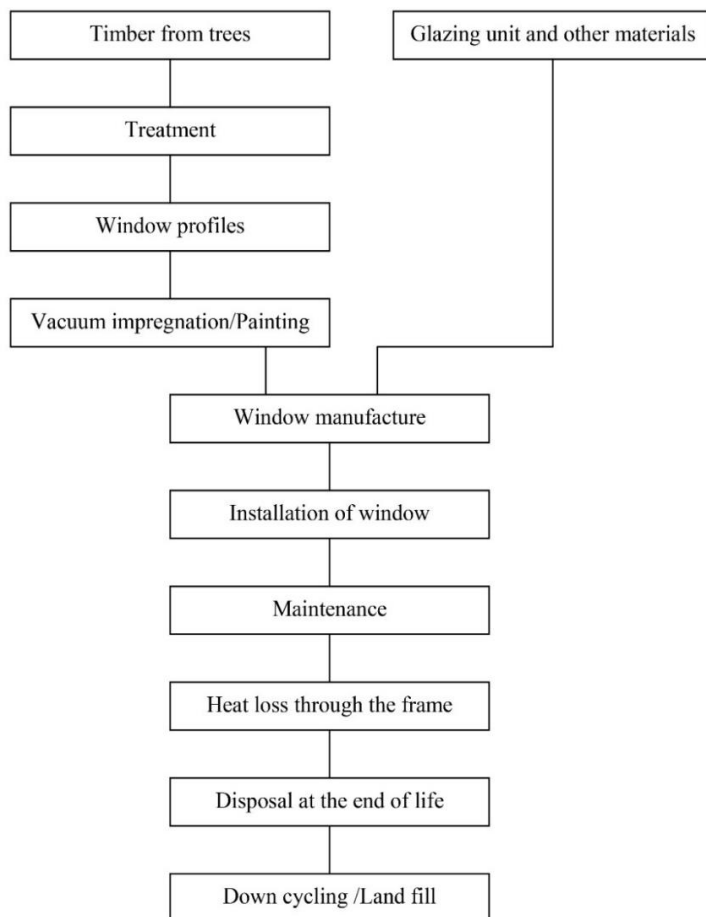 Timber from trees
Glazing unit and other materials
Treatment
Window profiles
Vacuum impregnation/Painting
Window manufacture
Installation of window
Maintenance
Heat loss through the frame
Disposal at the end of life
Down cycling /Land fill